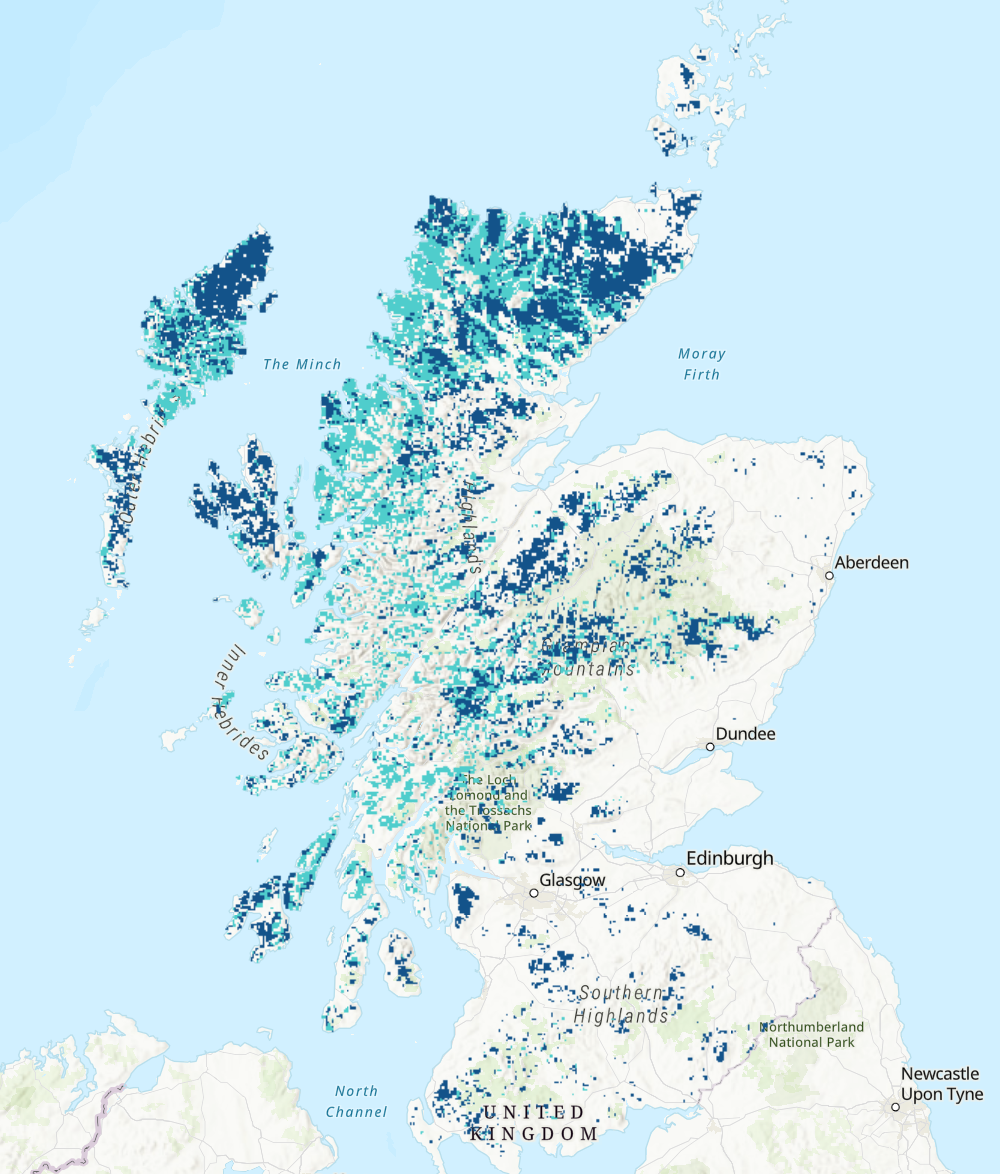 The Minch
Moray
Firth
Outer Hebrides
Highlands
Aberdeen
Grampian
Mountains
Inner Hebrides
Dundee
The Loch
Lomond and
the Trossachs
National Park
Edinburgh
Glasgow
Southern
Highlands
Northumberland
National Park
North
Channel
Newcastle
Upon Tyne
UNITED
KINGDOM